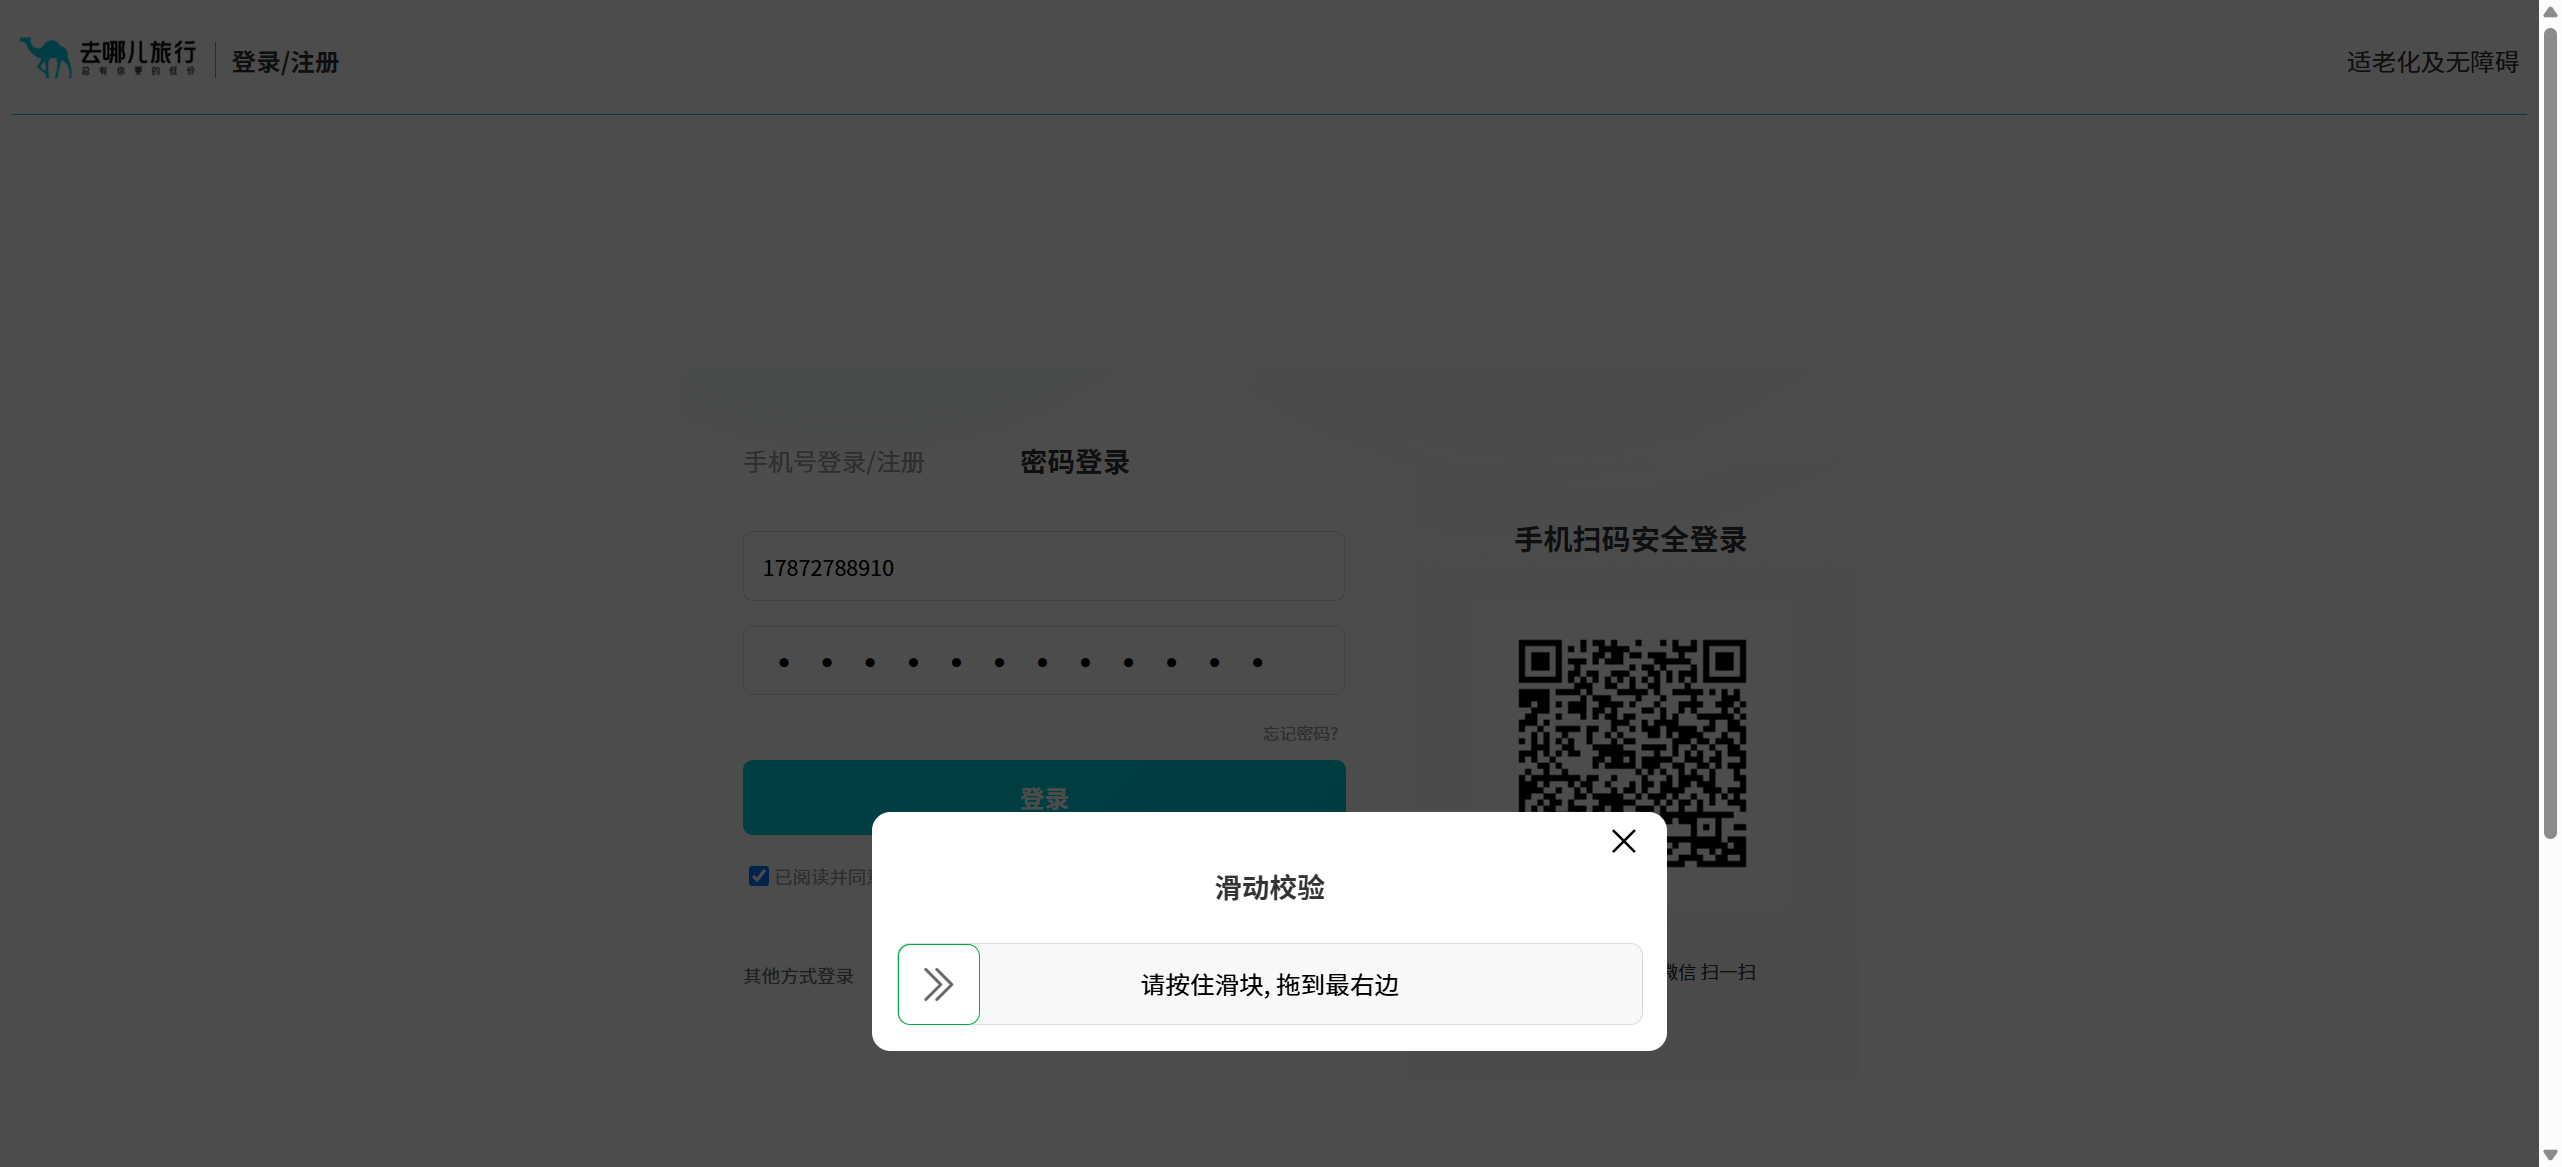 去哪儿旅行
总有你要的低价
登录/注册
适老化及无障碍
手机号登录/注册
密码登录
17872788910
忘记密码?
登录
已阅读并同意
其他方式登录
手机扫码安全登录
微信 扫一扫
滑动校验
请按住滑块, 拖到最右边